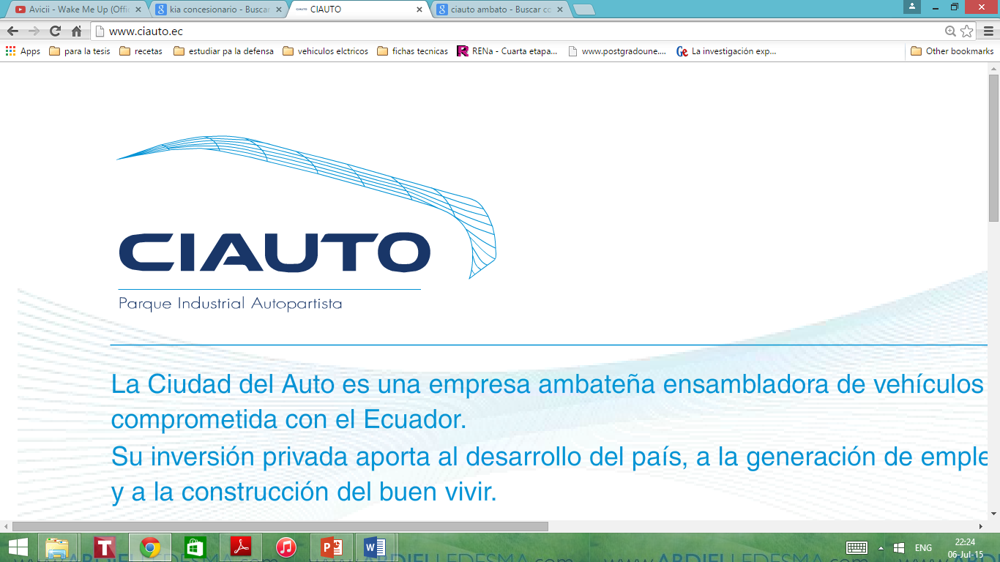 Avicii - Wake Me Up (Offic
kia concesionario - Buscar
CIAUTO
ciauto ambato - Buscar co
www.ciauto.ec
Apps para la tesis recetas estudiar pa la defensa vehiculos elctricos fichas tecnicas RENa - Cuarta etapa... www.postgradoune.... La investigación exp... Other bookmarks
CIAUTO
Parque Industrial Autopartista
La Ciudad del Auto es una empresa ambateña ensambladora de vehículos
comprometida con el Ecuador.
Su inversión privada aporta al desarrollo del país, a la generación de emple
y a la construcción del buen vivir.
ENG
22:24
06-Jul-15